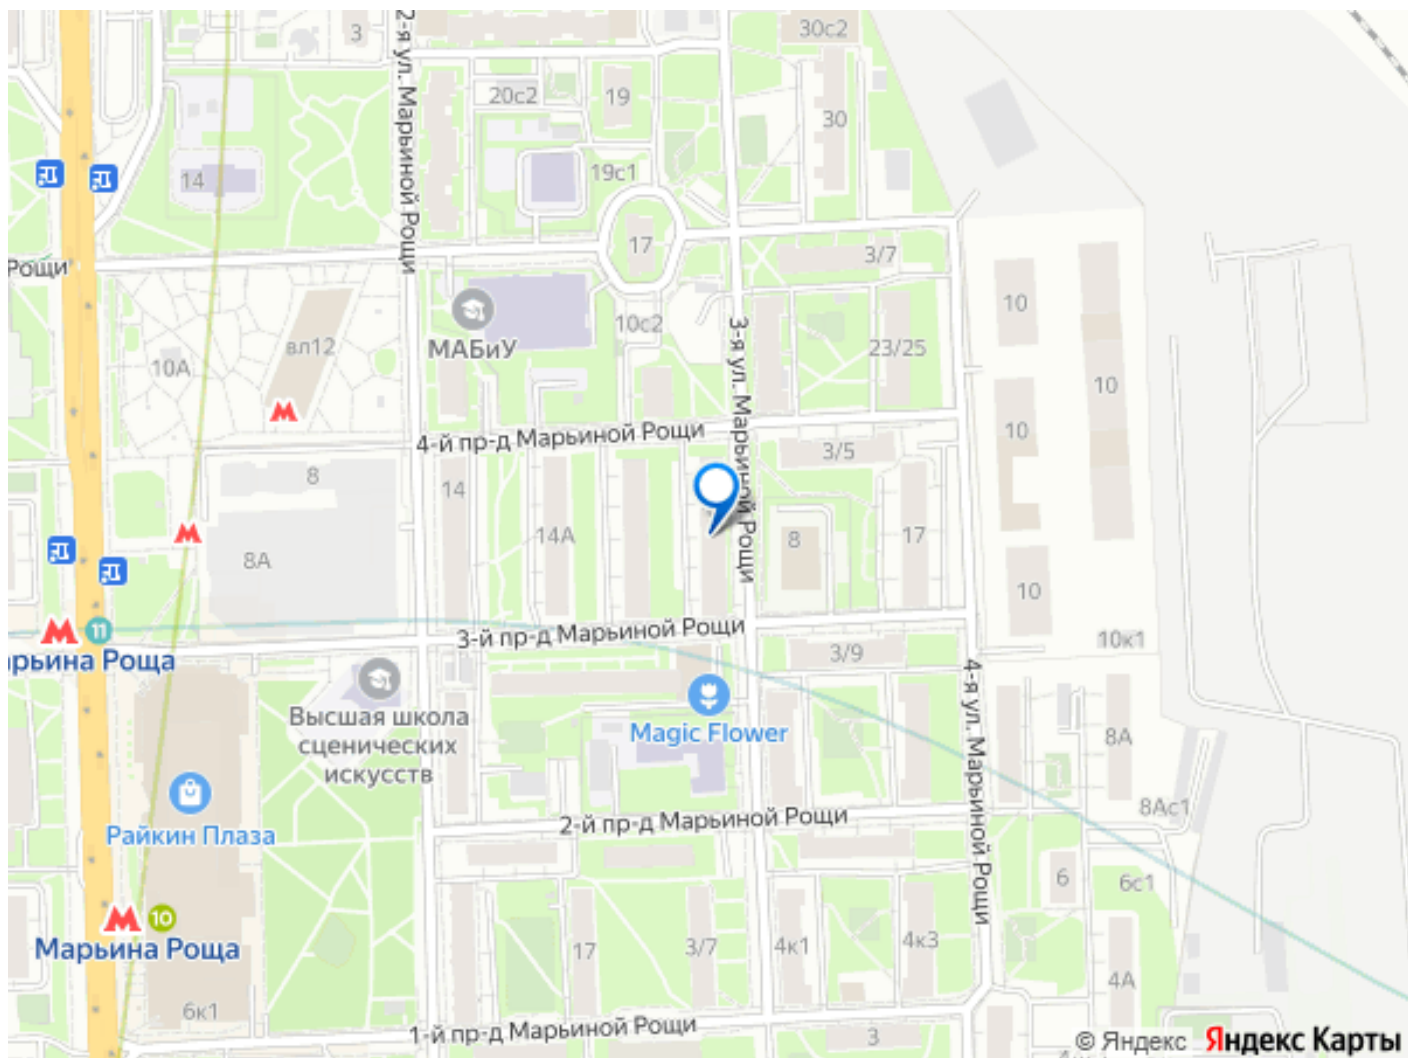 2-я ул. Марьиной Рощи
3
30с2
20с2
19
30
14
19с1
17
3/7
Рощи
10
10с2
МАБиУ
вл12
10А
3-я ул. Марьиной Рощи
23/25
10
4-й пр-д Марьиной Рощи
3/5
10
8
14
14А
8
17
8А
10
11
3-й пр-д Марьиной Рощи
10к1
арьина Роща
3/9
4-я ул. Марьиной Рощи
Высшая школа
сценических
искусств
Magic Flower
8А
Райкин Плаза
2-й пр-д Марьиной Рощи
8Ас1
6
6с1
10
Марьина Роща
17
3/7
4к1
4к3
4А
6к1
1-й пр-д Марьиной Рощи
3
© Яндекс Яндекс Карты